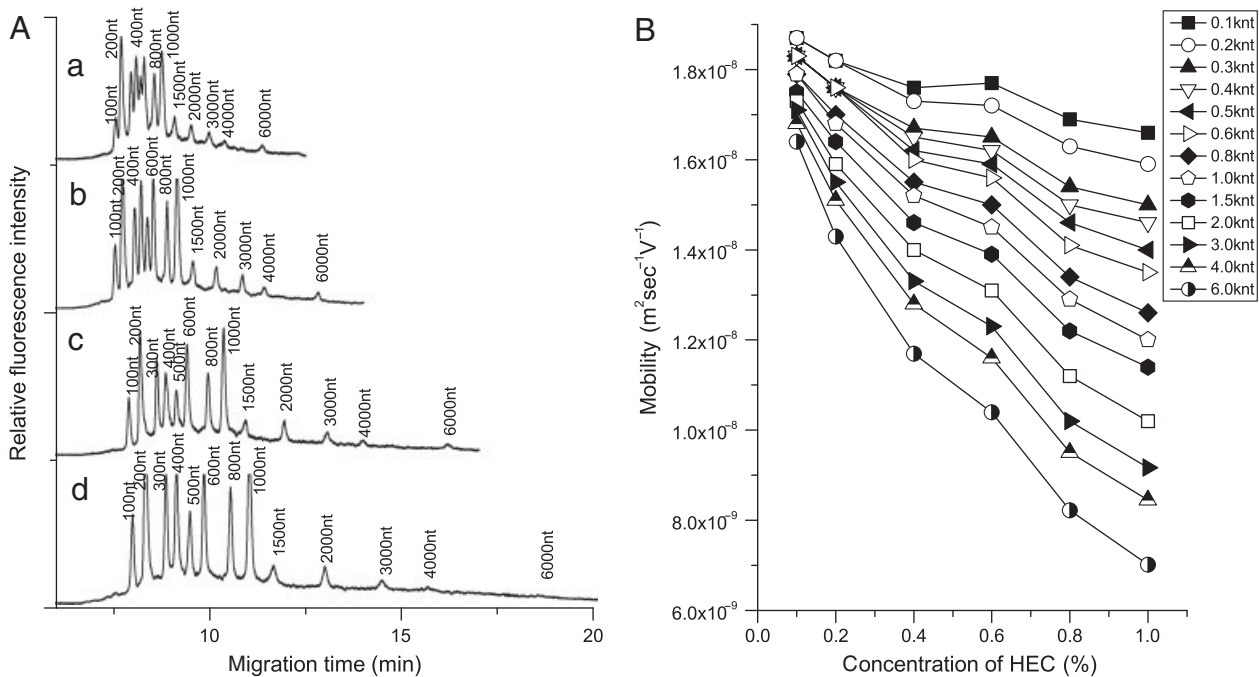 A
Relative fluorescence intensity
a
100nt
200nt
400nt
800nt
1000nt
1500nt
2000nt
3000nt
4000nt
6000nt
b
100nt
200nt
400nt
600nt
800nt
1000nt
1500nt
2000nt
3000nt
4000nt
6000nt
c
100nt
200nt
300nt
400nt
500nt
600nt
800nt
1000nt
1500nt
2000nt
3000nt
4000nt
6000nt
d
100nt
200nt
300nt
400nt
500nt
600nt
800nt
1000nt
1500nt
2000nt
3000nt
4000nt
6000nt
10
15
20
Migration time (min)
B
Mobility (m²sec⁻¹V⁻¹)
1.8x10⁻⁸
1.6x10⁻⁸
1.4x10⁻⁸
1.2x10⁻⁸
1.0x10⁻⁸
8.0x10⁻⁹
6.0x10⁻⁹
0.0
0.2
0.4
0.6
0.8
1.0
Concentration of HEC (%)
0.1knt
0.2knt
0.3knt
0.4knt
0.5knt
0.6knt
0.8knt
1.0knt
1.5knt
2.0knt
3.0knt
4.0knt
6.0knt